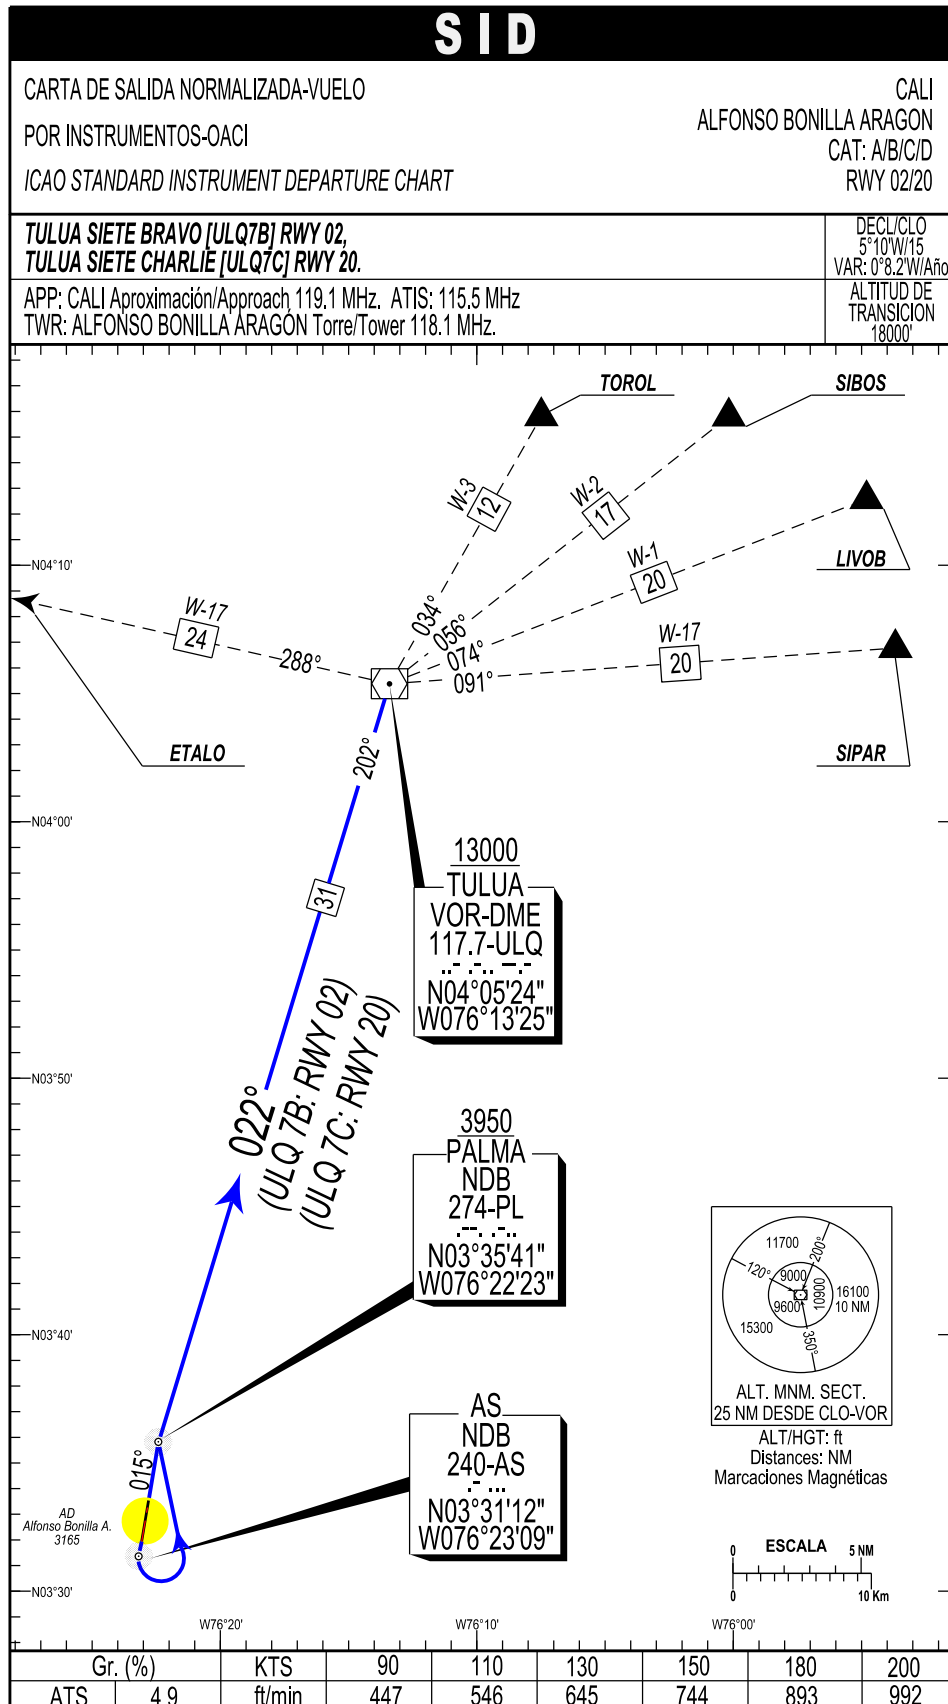 SID
CARTA DE SALIDA NORMALIZADA-VUELO
POR INSTRUMENTOS-OACI
ICAO STANDARD INSTRUMENT DEPARTURE CHART
CALI
ALFONSO BONILLA ARAGON
CAT: A/B/C/D
RWY 02/20
TULUA SIETE BRAVO [ULQ7B] RWY 02,
TULUA SIETE CHARLIE [ULQ7C] RWY 20.
DECL/CLO
5°10'W/15
VAR: 0°8.2'W/Año
APP: CALI Aproximación/Approach 119.1 MHz. ATIS: 115.5 MHz
TWR: ALFONSO BONILLA ARAGÓN Torre/Tower 118.1 MHz.
ALTITUD DE
TRANSICION
18000'
TOROL
SIBOS
W-3
12
W-2
17
W-1
20
LIVOB
N04°10'
W-17
24
288°
034°
056°
074°
091°
W-17
20
ETALO
SIPAR
202°
N04°00'
31
13000
TULUA
VOR-DME
117.7-ULQ
N04°05'24"
W076°13'25"
N03°50'
022°
(ULQ 7B: RWY 02)
(ULQ 7C: RWY 20)
3950
PALMA
NDB
274-PL
N03°35'41"
W076°22'23"
11700
200°
120°
9000
10900
16100
10 NM
9600
15300
350°
ALT. MNM. SECT.
25 NM DESDE CLO-VOR
ALT/HGT: ft
Distances: NM
Marcaciones Magnéticas
N03°40'
AS
NDB
240-AS
N03°31'12"
W076°23'09"
015°
AD
Alfonso Bonilla A.
3165
ESCALA
0
5 NM
0
10 Km
N03°30'
W76°20'
W76°10'
W76°00'
Gr. (%) KTS 90 110 130 150 180 200
ATS 4.9 ft/min 447 546 645 744 893 992